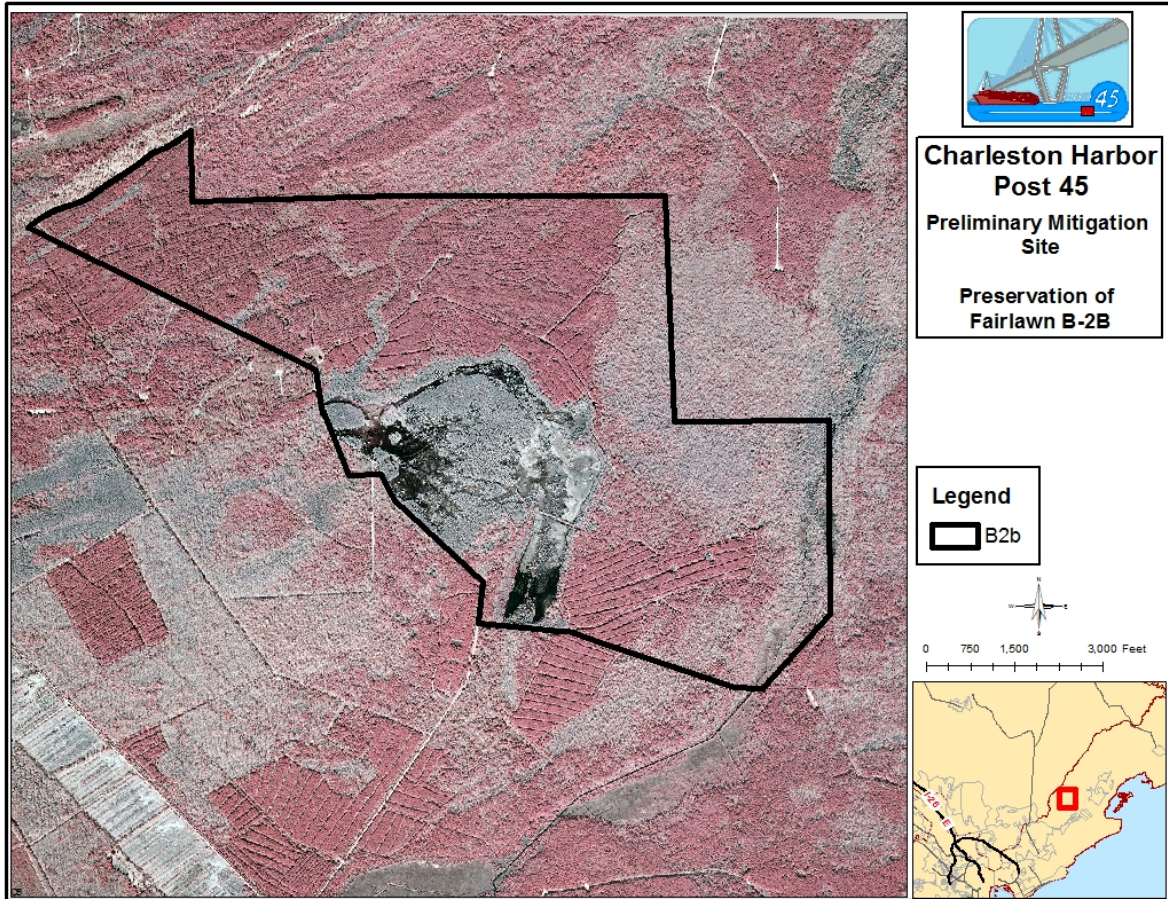 45
Charleston Harbor
Post 45
Preliminary Mitigation
Site
Preservation of
Fairlawn B-2B
Legend
B2b
N
W E
S
0 750 1,500 3,000 Feet
I-26 E